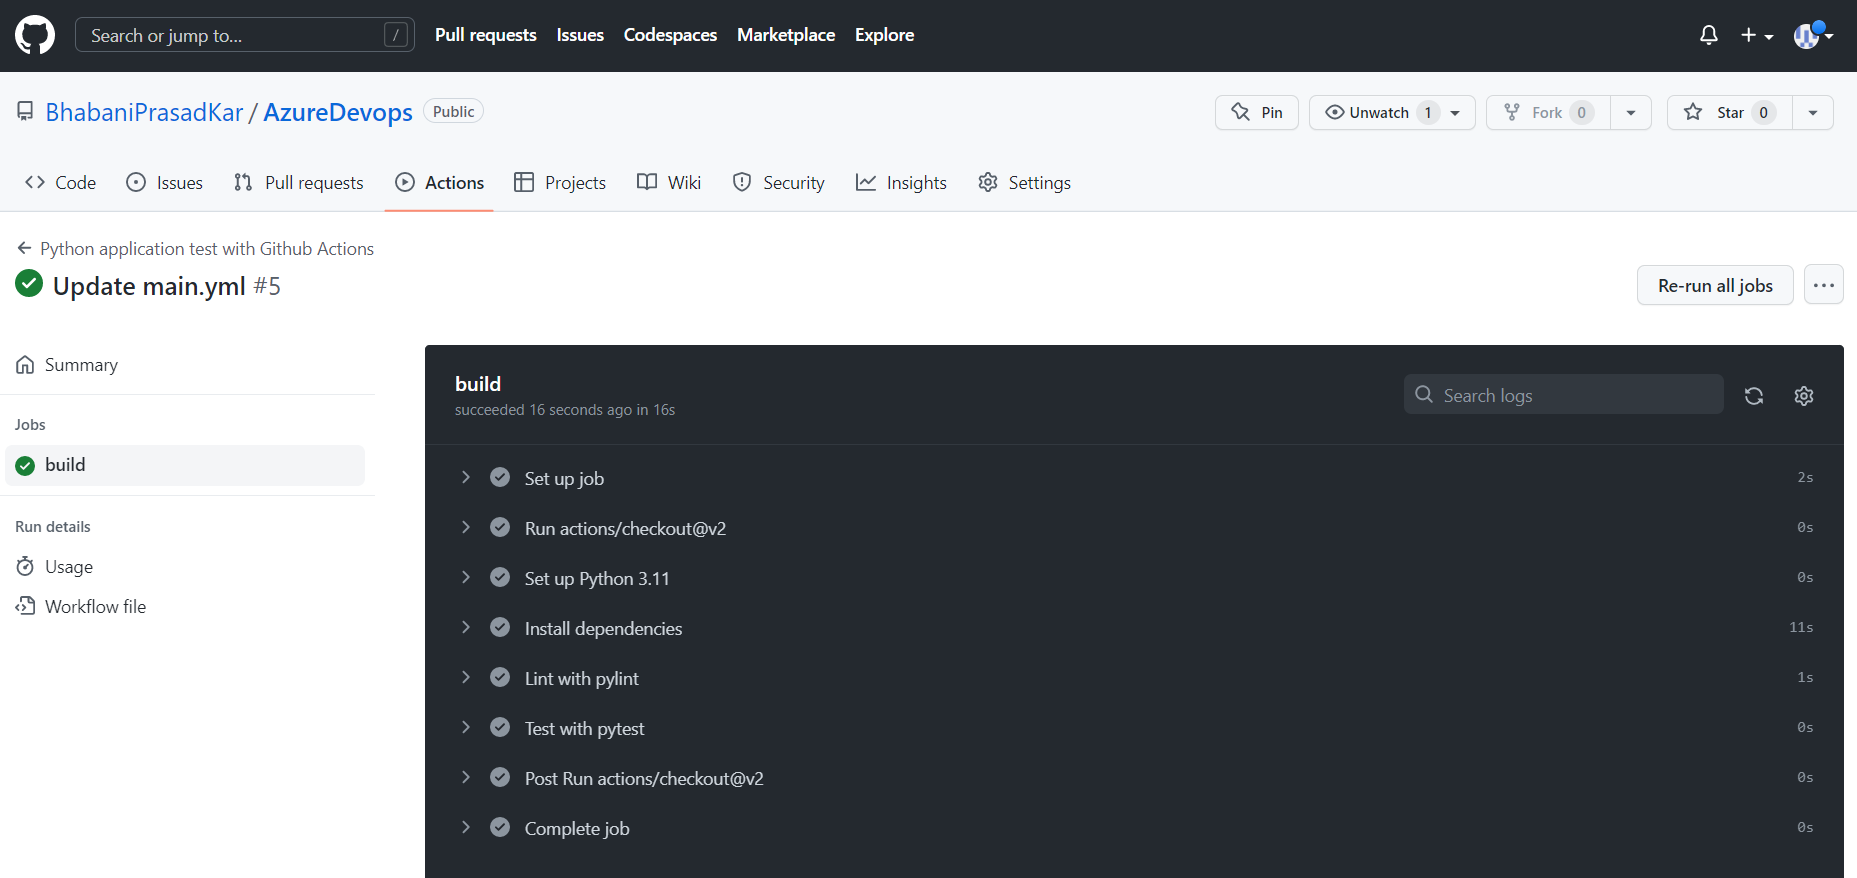 Search or jump to... /
Pull requests Issues Codespaces Marketplace Explore
BhabaniPrasadKar / AzureDevops Public
Pin Unwatch 1 Fork 0 Star 0
Code Issues Pull requests Actions Projects Wiki Security Insights Settings
Python application test with Github Actions
Update main.yml #5
Re-run all jobs
Summary
Jobs
build
Run details
Usage
Workflow file
build
succeeded 16 seconds ago in 16s
Search logs
Set up job 2s
Run actions/checkout@v2 0s
Set up Python 3.11 0s
Install dependencies 11s
Lint with pylint 1s
Test with pytest 0s
Post Run actions/checkout@v2 0s
Complete job 0s